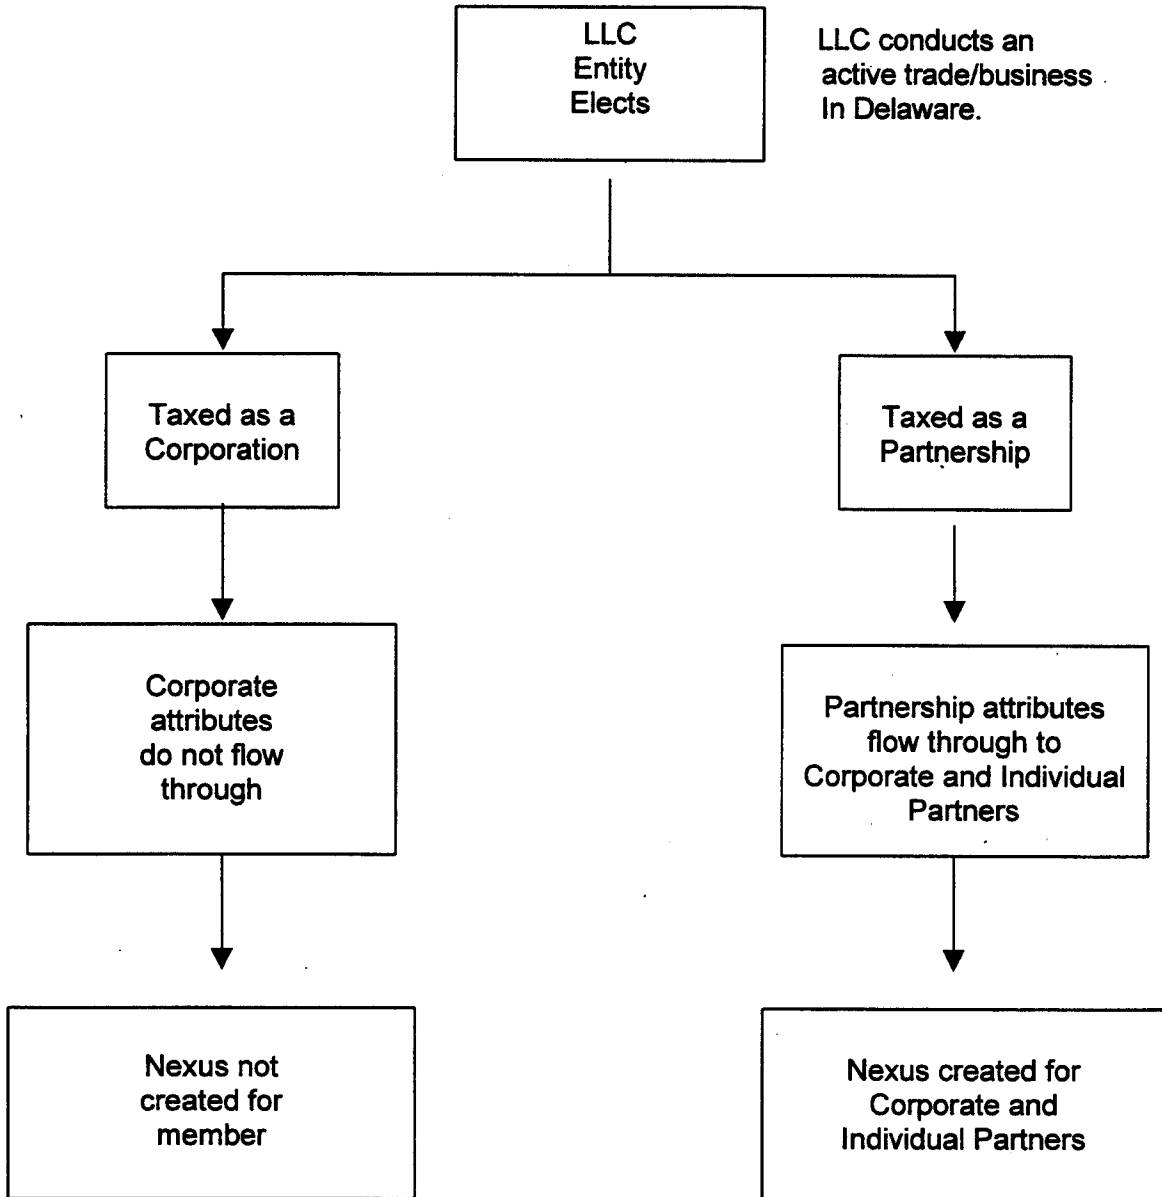 LLC
Entity
Elects
LLC conducts an
active trade/business
In Delaware.
Taxed as a
Corporation
Taxed as a
Partnership
Corporate
attributes
do not flow
through
Partnership attributes
flow through to
Corporate and Individual
Partners
Nexus not
created for
member
Nexus created for
Corporate and
Individual Partners